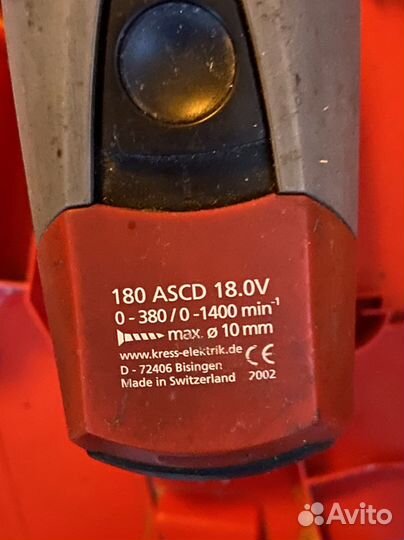 180 ASCD 18.0V
0 - 380 / 0 -1400 min⁻¹
max. ø 10 mm
www.kress-elektrik.de CE
D - 72406 Bisingen
Made in Switzerland 2002
Avito